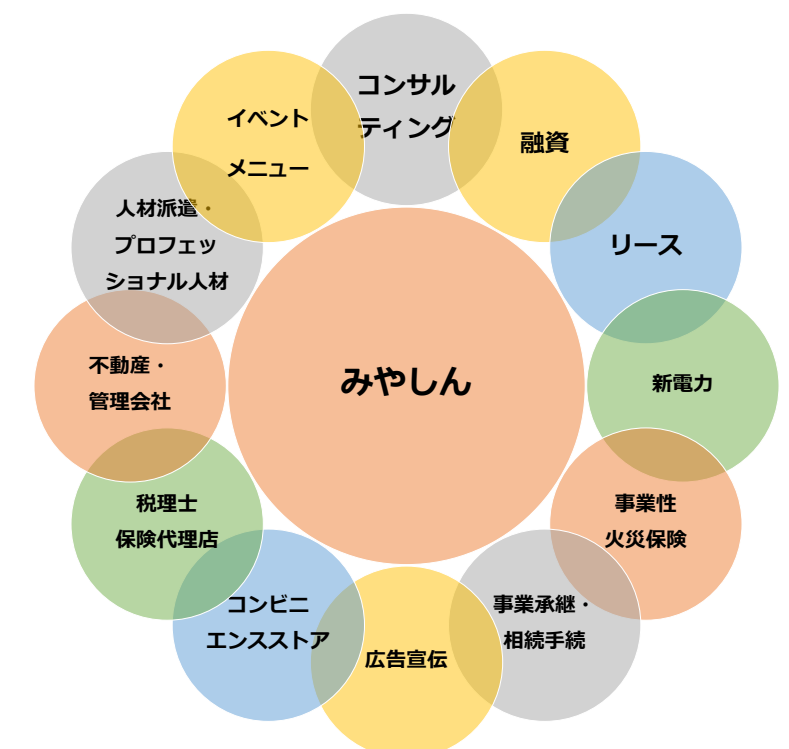 コンサル
ティング
融資
リース
新電力
事業性
火災保険
事業承継・
相続手続
広告宣伝
コンビニ
エンスストア
税理士
保険代理店
不動産・
管理会社
人材派遣・
プロフェッ
ショナル人材
イベント
メニュー
みやしん